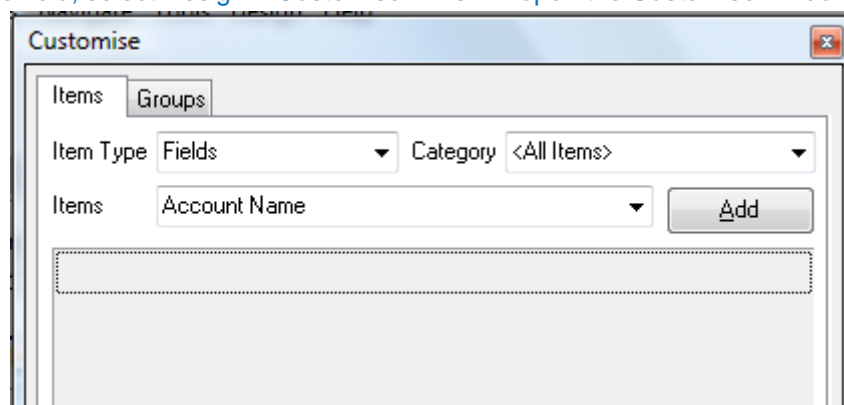 Customise
Items Groups
Item Type Fields Category <All Items>
Items Account Name Add